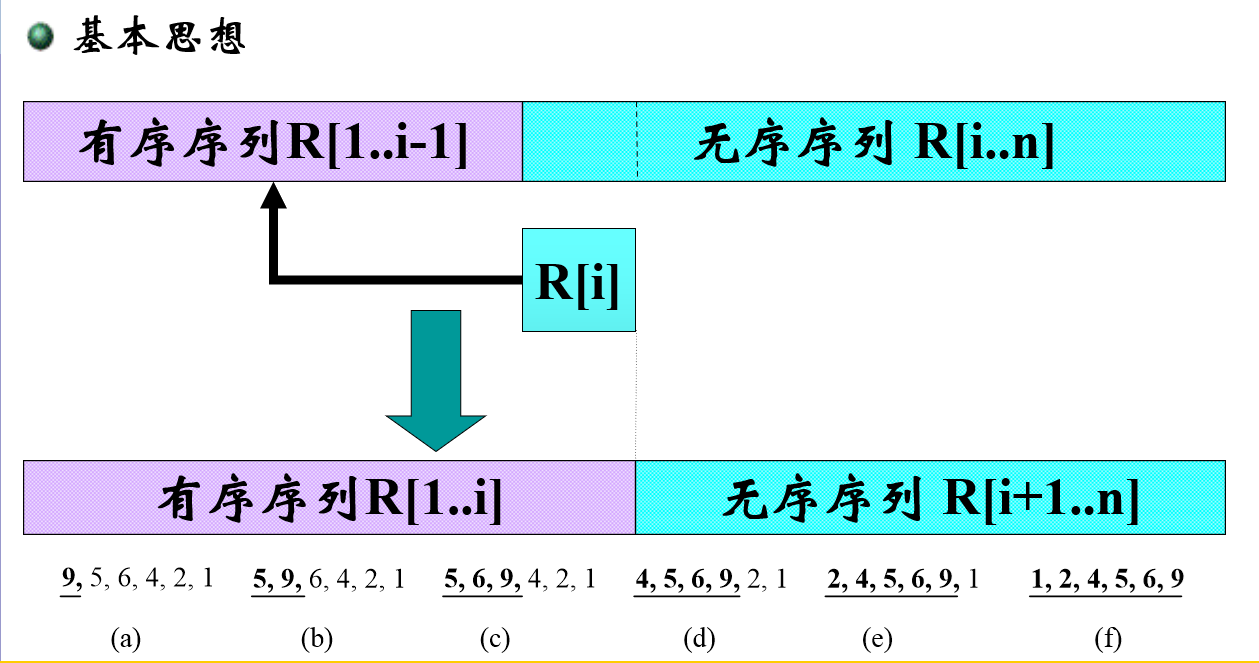 基本思想
有序序列R[1..i-1] 无序序列 R[i..n]
R[i]
有序序列R[1..i] 无序序列 R[i+1..n]
9, 5, 6, 4, 2, 1 5, 9, 6, 4, 2, 1 5, 6, 9, 4, 2, 1 4, 5, 6, 9, 2, 1 2, 4, 5, 6, 9, 1 1, 2, 4, 5, 6, 9
(a) (b) (c) (d) (e) (f)